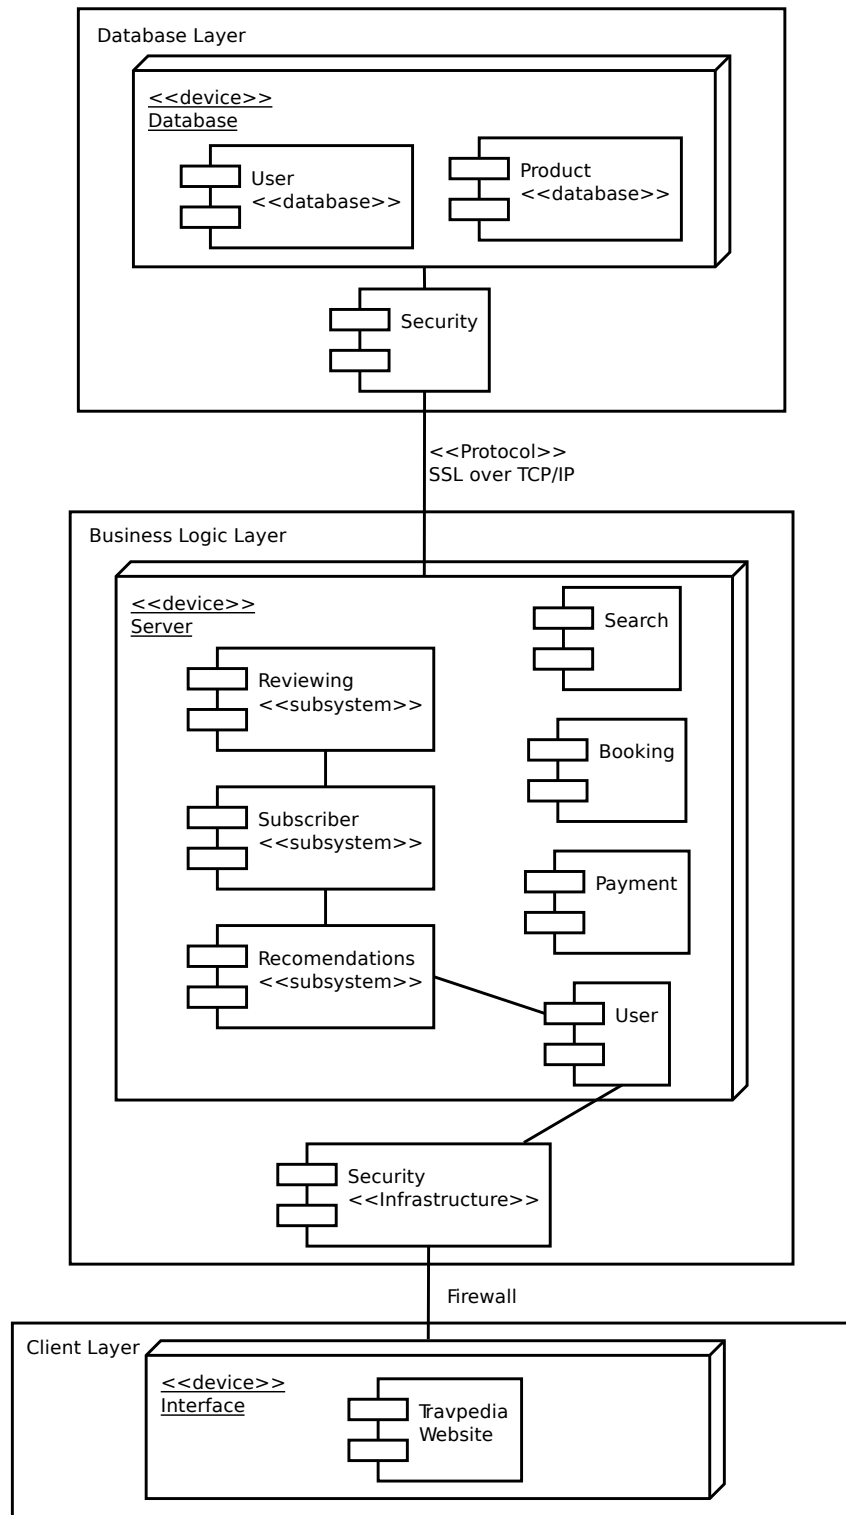 Database Layer
<<device>>
Database
User
<<database>>
Product
<<database>>
Security
<<Protocol>>
SSL over TCP/IP
Business Logic Layer
<<device>>
Server
Search
Reviewing
<<subsystem>>
Booking
Subscriber
<<subsystem>>
Payment
Recomendations
<<subsystem>>
User
Security
<<Infrastructure>>
Firewall
Client Layer
<<device>>
Interface
Travpedia
Website